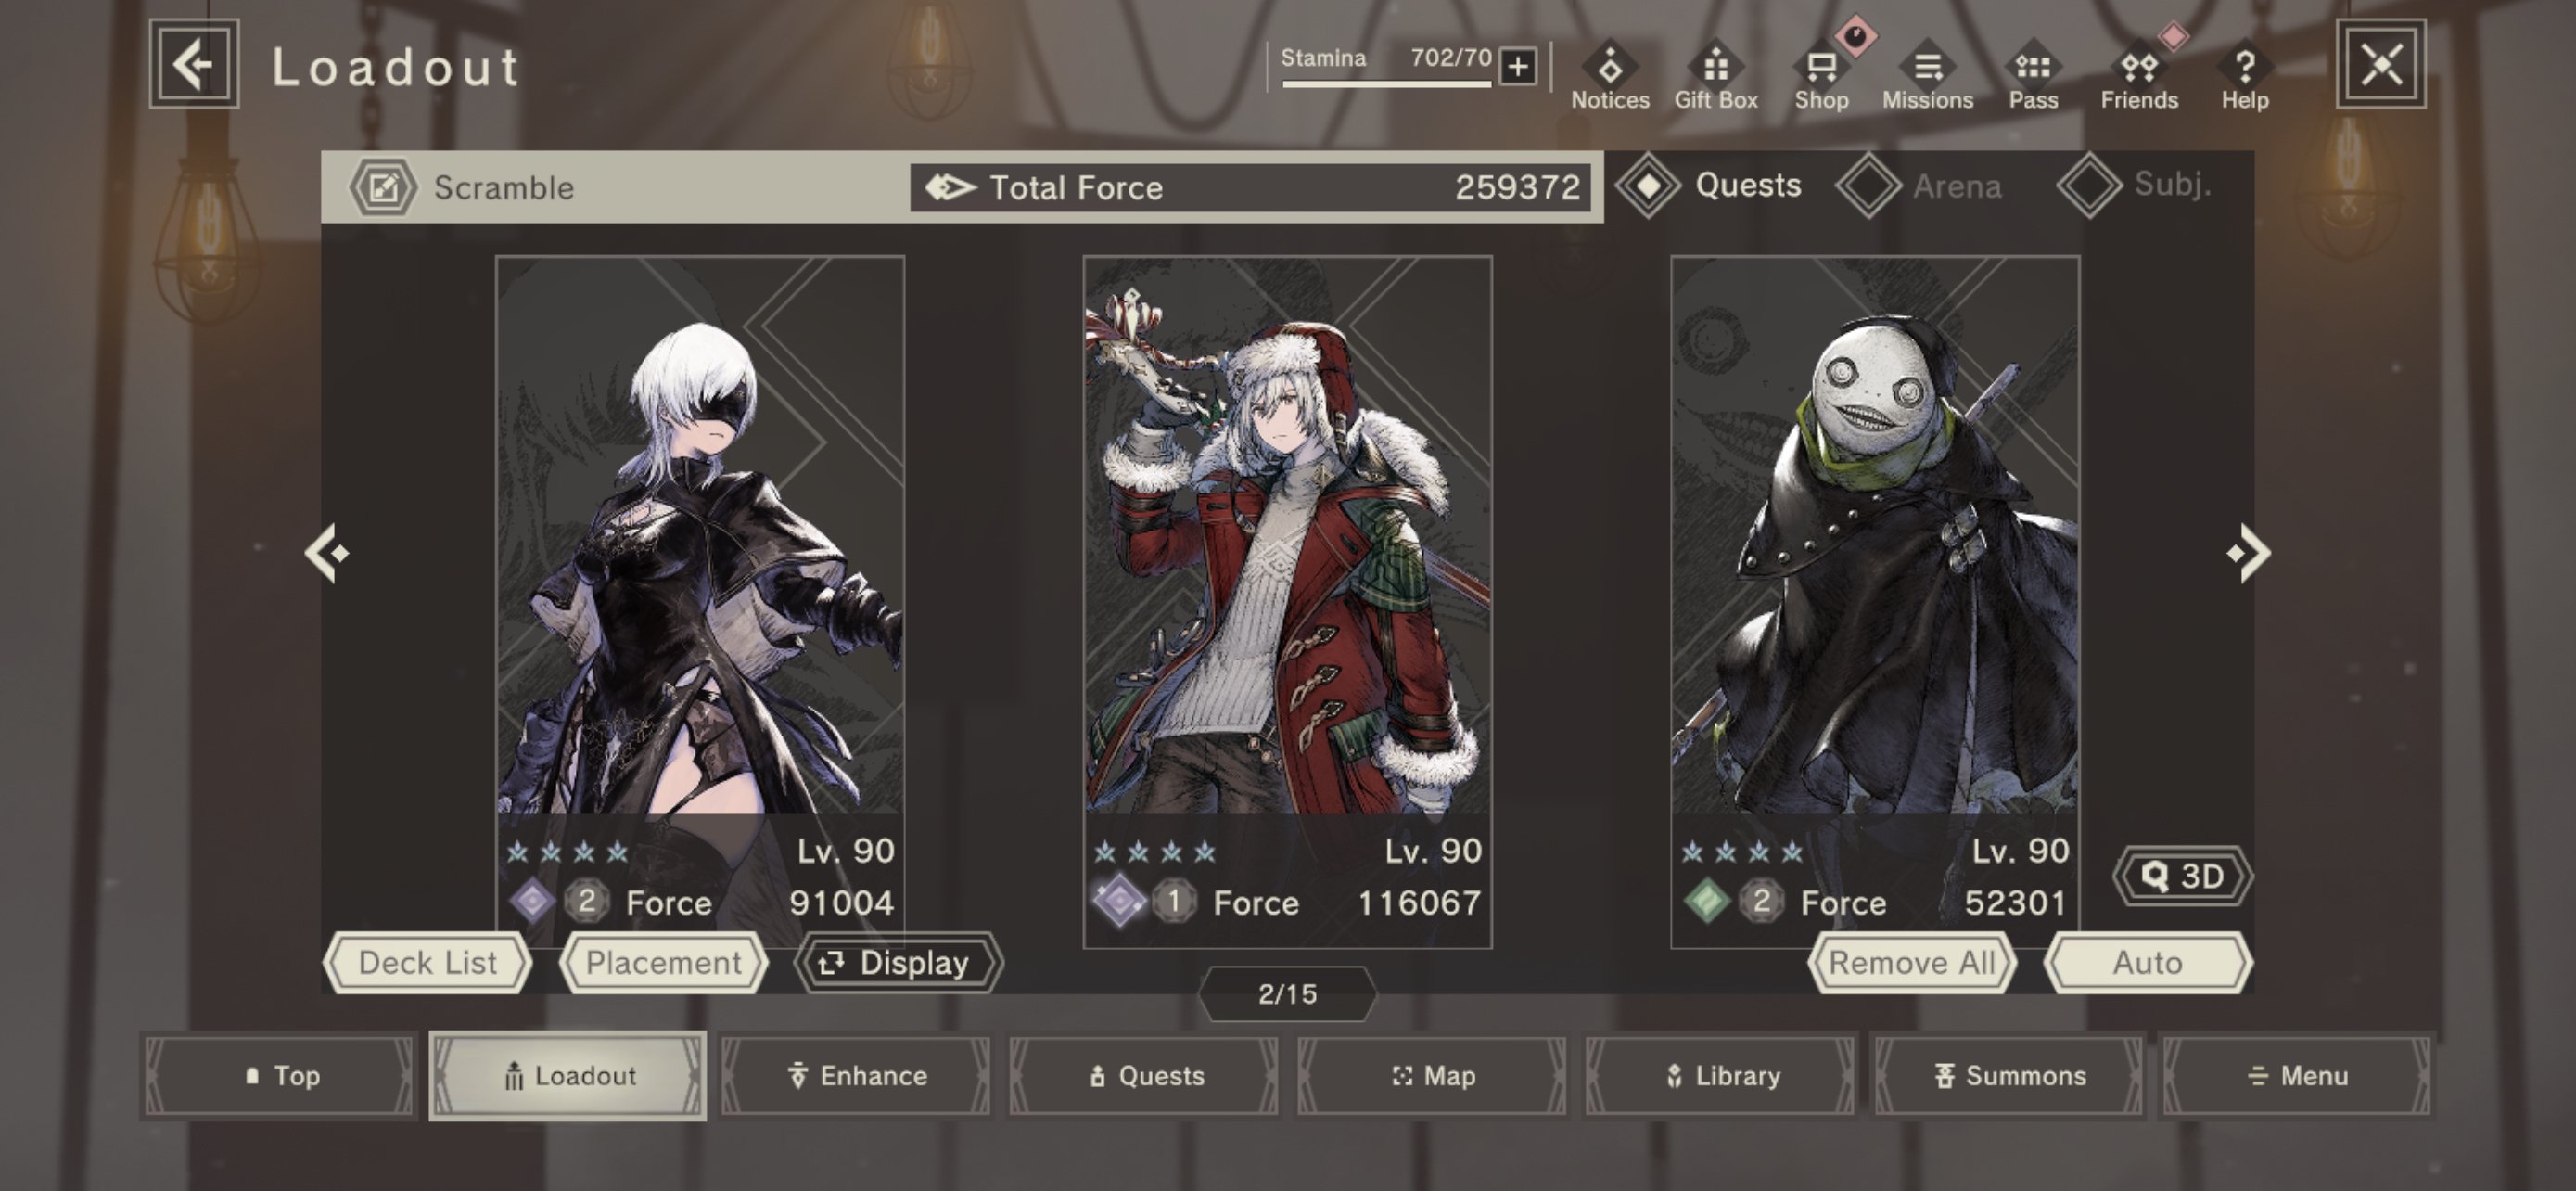 Loadout
Stamina 702/70
Notices
Gift Box
Shop
Missions
Pass
Friends
Help
Scramble
Total Force 259372
Quests
Arena
Subj.
Lv. 90
2 Force 91004
Lv. 90
1 Force 116067
Lv. 90
2 Force 52301
3D
Deck List
Placement
Display
Remove All
Auto
2/15
Top
Loadout
Enhance
Quests
Map
Library
Summons
Menu